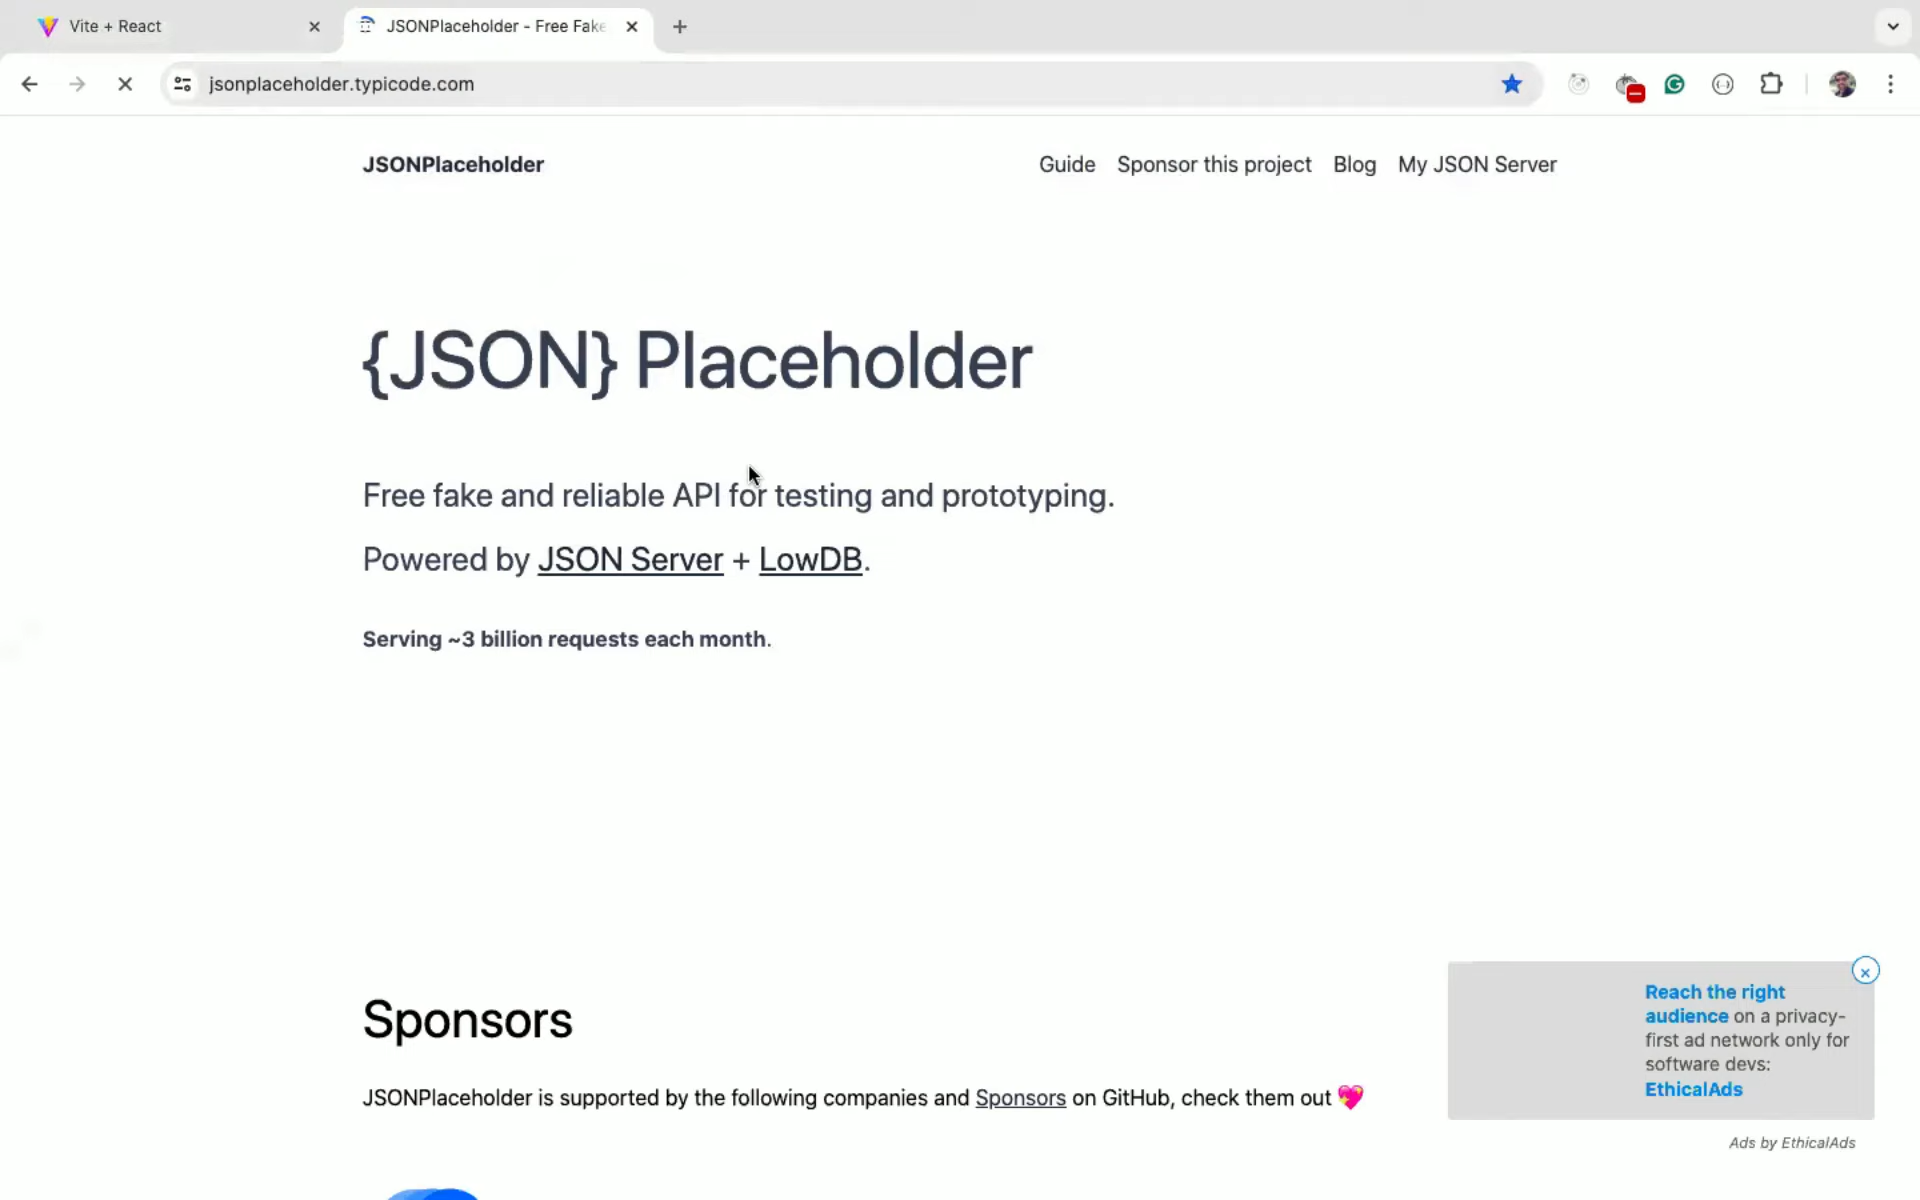 Vite + React
JSONPlaceholder - Free Fake
jsonplaceholder.typicode.com
JSONPlaceholder
Guide
Sponsor this project
Blog
My JSON Server
{JSON} Placeholder
Free fake and reliable API for testing and prototyping.
Powered by JSON Server + LowDB.
Serving ~3 billion requests each month.
Sponsors
JSONPlaceholder is supported by the following companies and Sponsors on GitHub, check them out 💖
Reach the right
audience on a privacy-
first ad network only for
software devs:
EthicalAds
Ads by EthicalAds